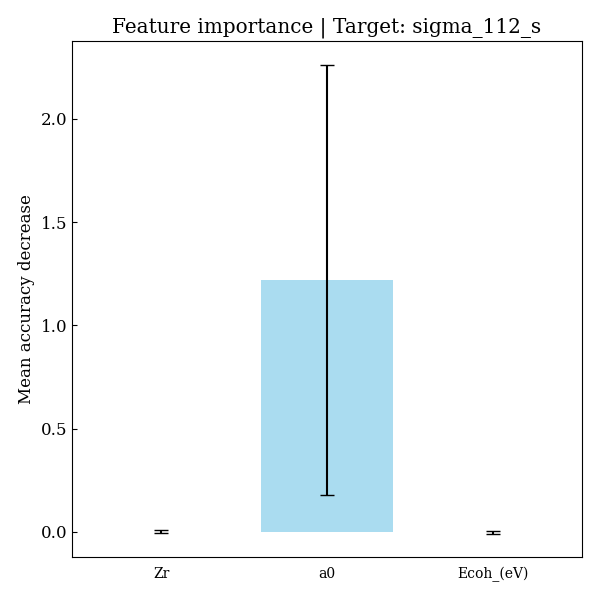 Feature importance | Target: sigma_112_s
Mean accuracy decrease
2.0
1.5
1.0
0.5
0.0
Zr
a0
Ecoh_(eV)